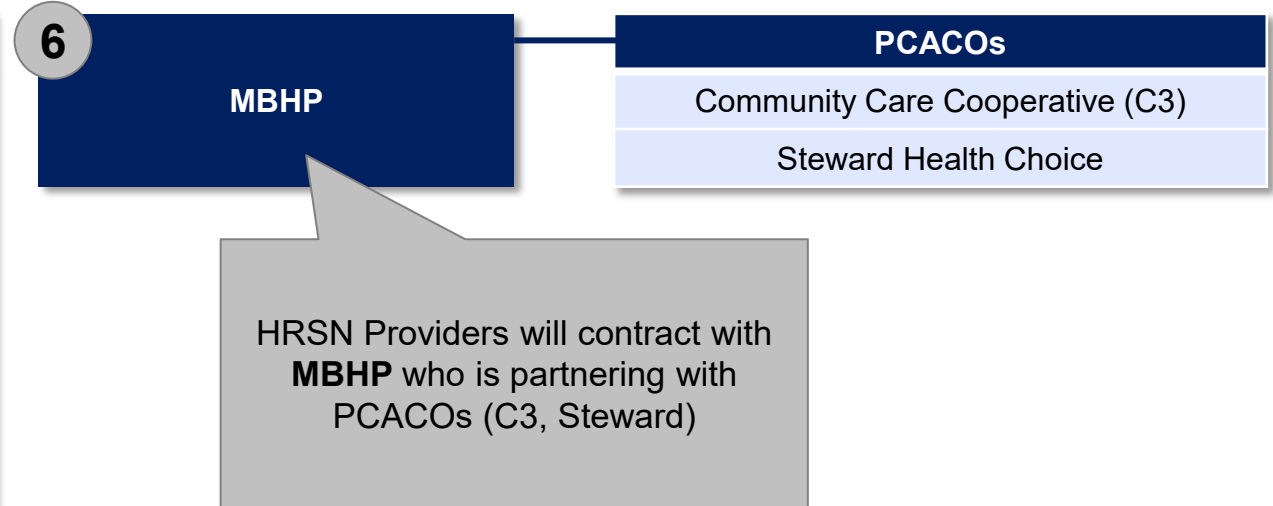 6
MBHP
PCACOs
Community Care Cooperative (C3)
Steward Health Choice
HRSN Providers will contract with
MBHP who is partnering with
PCACOs (C3, Steward)